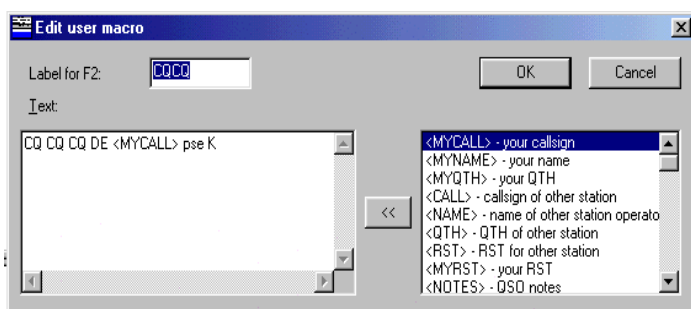 Edit user macro
Label for F2:
CQCQ
OK
Cancel
Text:
CQ CQ CQ DE <MYCALL> pse K
<<
<MYCALL> - your callsign
<MYNAME> - your name
<MYQTH> - your QTH
<CALL> - callsign of other station
<NAME> - name of other station operato
<QTH> - QTH of other station
<RST> - RST for other station
<MYRST> - your RST
<NOTES> - QSO notes